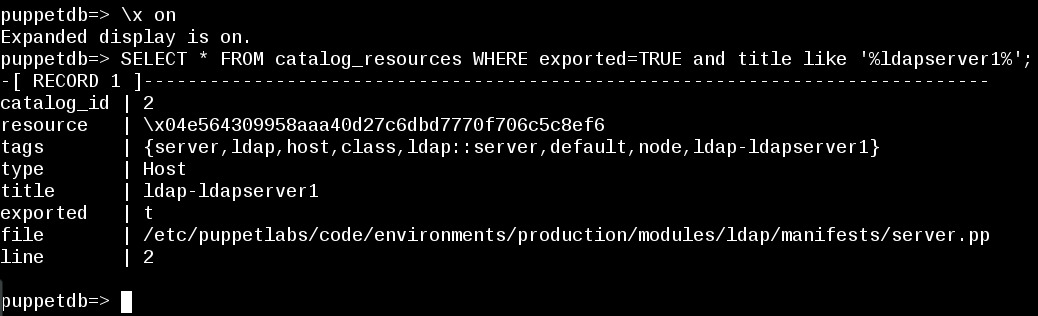 puppetdb=> \x on
Expanded display is on.
puppetdb=> SELECT * FROM catalog_resources WHERE exported=TRUE and title like '%ldapserver1%';
-[ RECORD 1 ]------------------------------------------------------------------------------
catalog_id | 2
resource   | \x04e564309958aaa40d27c6dbd7770f706c5c8ef6
tags       | {server,ldap,host,class,ldap::server,default,node,ldap-ldapserver1}
type       | Host
title      | ldap-ldapserver1
exported   | t
file       | /etc/puppetlabs/code/environments/production/modules/ldap/manifests/server.pp
line       | 2
puppetdb=>